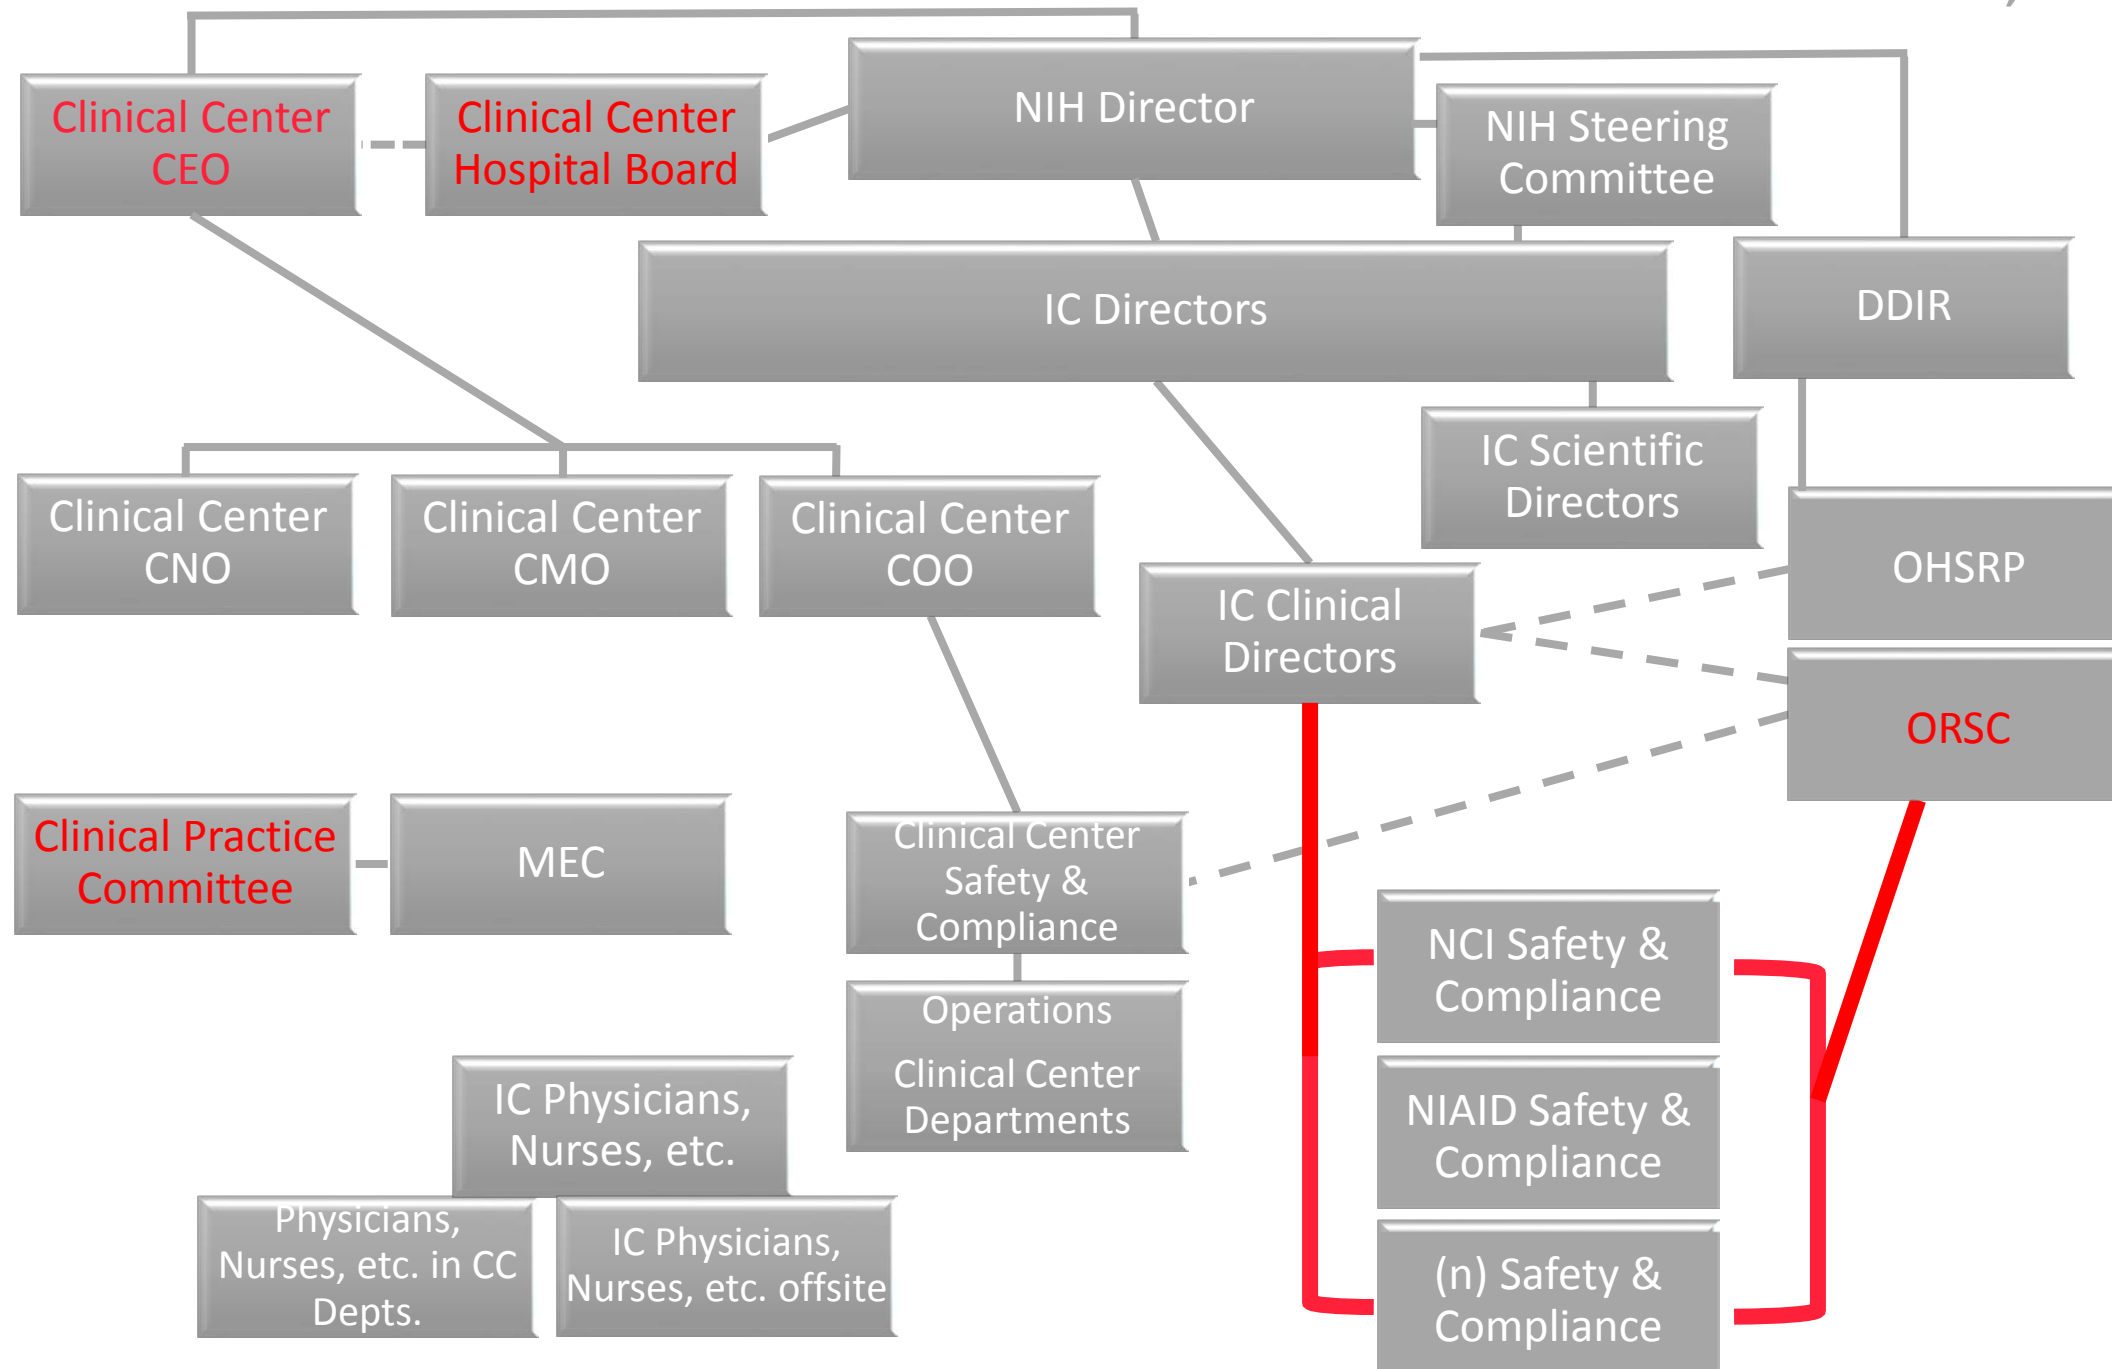 Clinical Center
CEO
Clinical Center
Hospital Board
NIH Director
NIH Steering
Committee
IC Directors
DDIR
IC Scientific
Directors
Clinical Center
CNO
Clinical Center
CMO
Clinical Center
COO
IC Clinical
Directors
OHSRP
ORSC
Clinical Practice
Committee
MEC
Clinical Center
Safety &
Compliance
Operations
Clinical Center
Departments
NCI Safety &
Compliance
NIAID Safety &
Compliance
(n) Safety &
Compliance
IC Physicians,
Nurses, etc.
Physicians,
Nurses, etc. in CC
Depts.
IC Physicians,
Nurses, etc. offsite